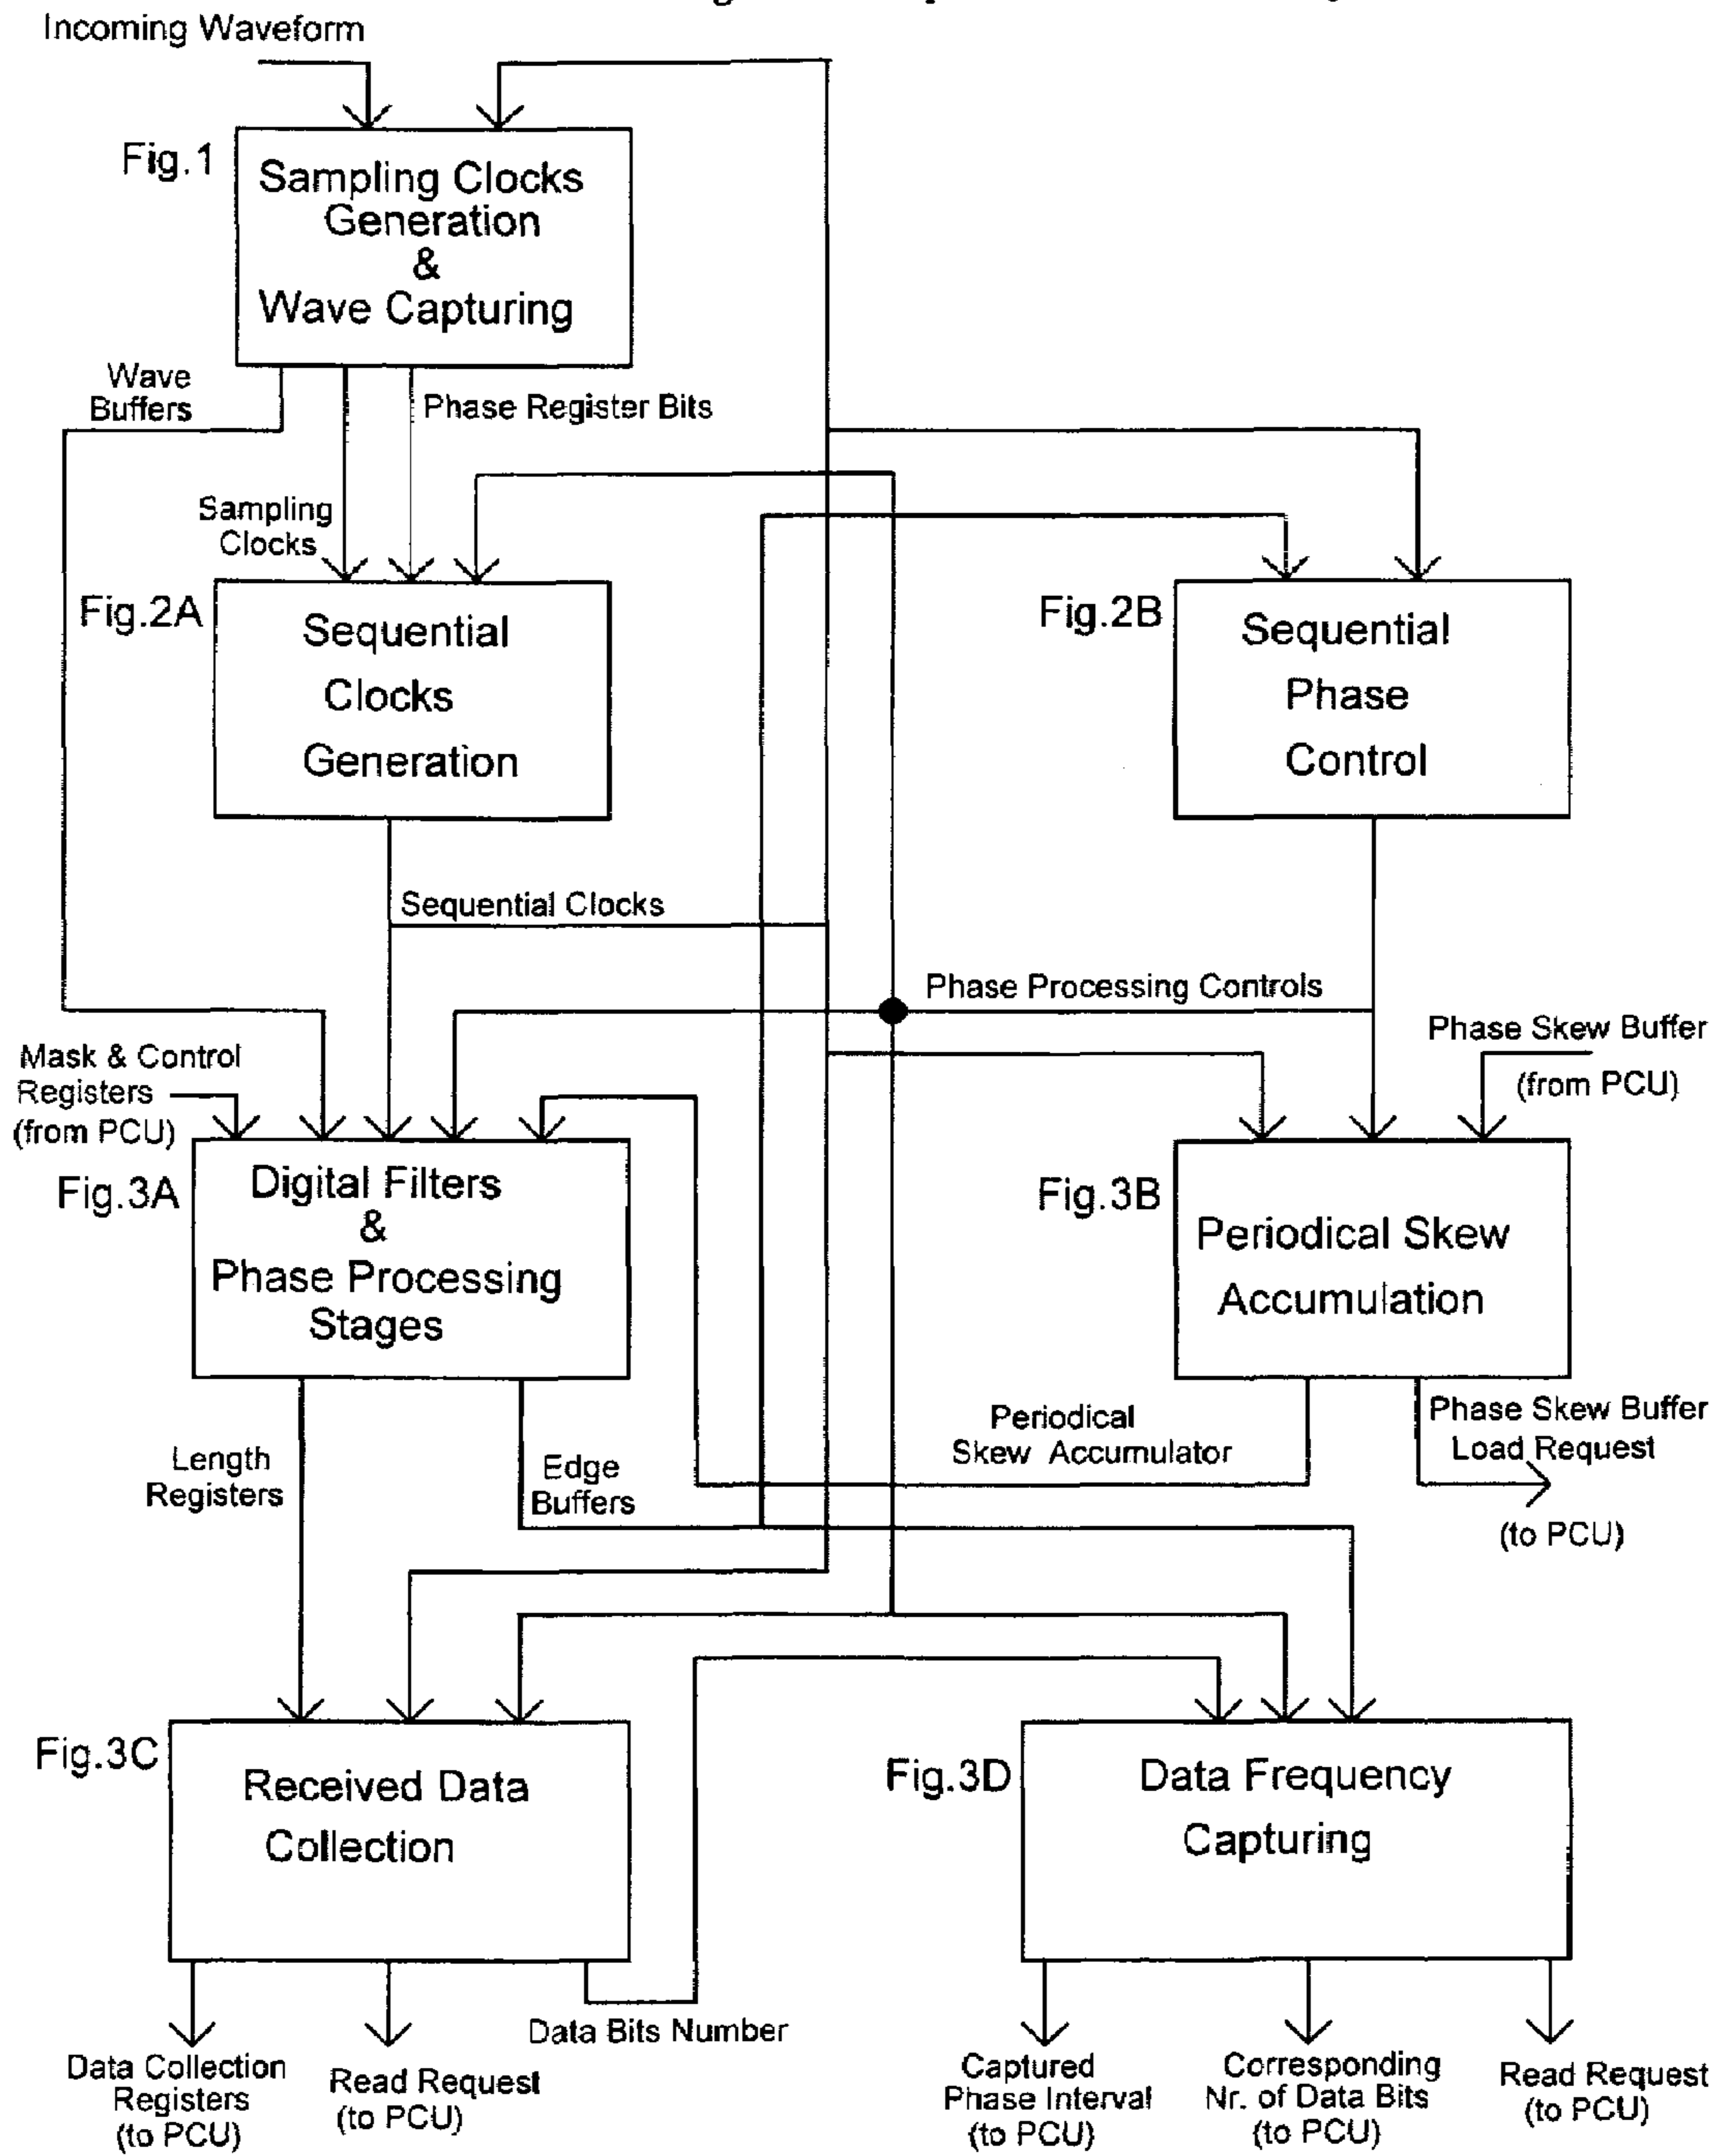 Incoming Waveform
Fig.1
Sampling Clocks
Generation
&
Wave Capturing
Wave
Buffers
Phase Register Bits
Sampling
Clocks
Fig.2A
Sequential
Clocks
Generation
Fig.2B
Sequential
Phase
Control
Sequential Clocks
Phase Processing Controls
Mask & Control
Registers
(from PCU)
Phase Skew Buffer
(from PCU)
Fig.3A
Digital Filters
&
Phase Processing
Stages
Fig.3B
Periodical Skew
Accumulation
Length
Registers
Edge
Buffers
Periodical
Skew Accumulator
Phase Skew Buffer
Load Request
(to PCU)
Fig.3C
Received Data
Collection
Fig.3D
Data Frequency
Capturing
Data Bits Number
Data Collection
Registers
(to PCU)
Read Request
(to PCU)
Captured
Phase Interval
(to PCU)
Corresponding
Nr. of Data Bits
(to PCU)
Read Request
(to PCU)